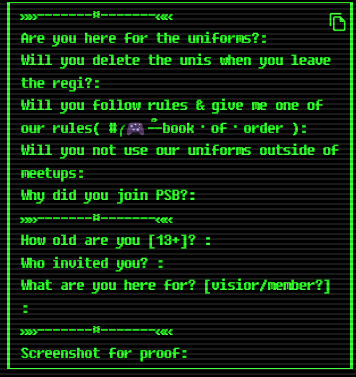 »»»--------¤--------«««
Are you here for the uniforms?:
Will you delete the unis when you leave
the regi?:
Will you follow rules & give me one of
our rules( #╭🎮┈book・of・order ):
Will you not use our uniforms outside of
meetups:
Why did you join PSB?:
»»»--------¤--------«««
How old are you [13+]? :
Who invited you? :
What are you here for? [visior/member?]
:
»»»--------¤--------«««
Screenshot for proof: